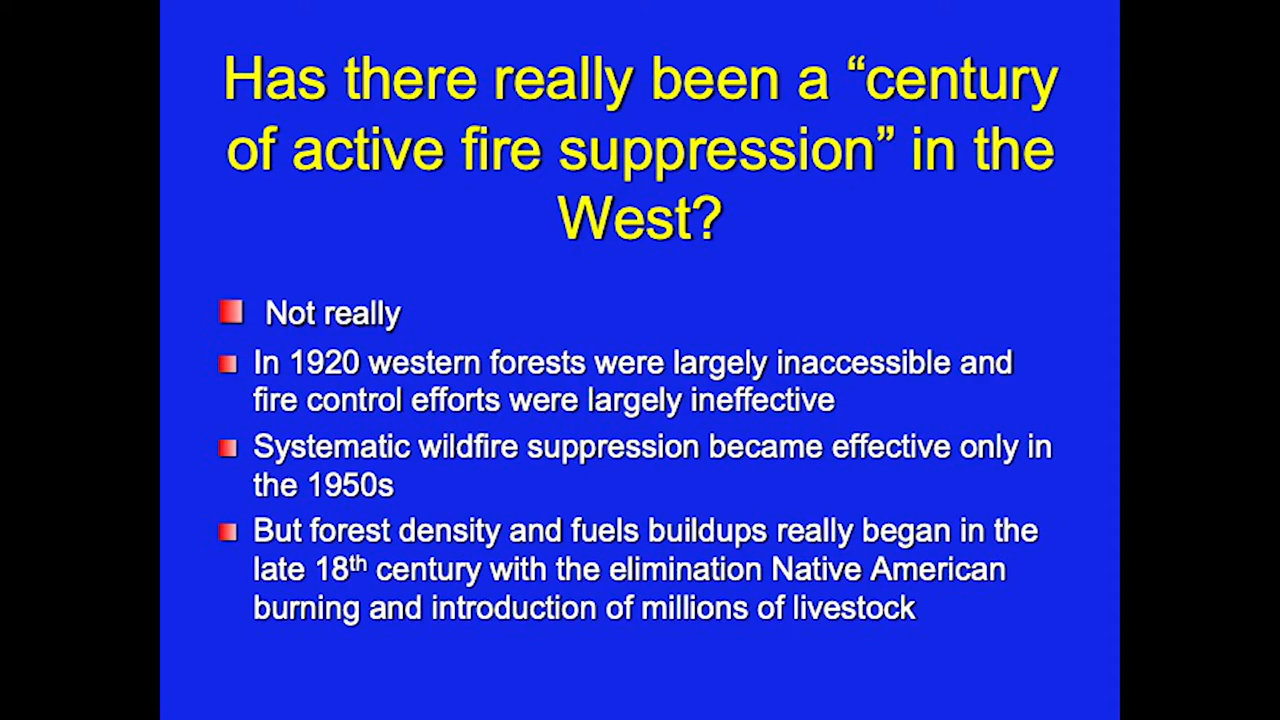 Has there really been a “century
of active fire suppression” in the
West?
Not really
In 1920 western forests were largely inaccessible and
fire control efforts were largely ineffective
Systematic wildfire suppression became effective only in
the 1950s
But forest density and fuels buildups really began in the
late 18th century with the elimination Native American
burning and introduction of millions of livestock